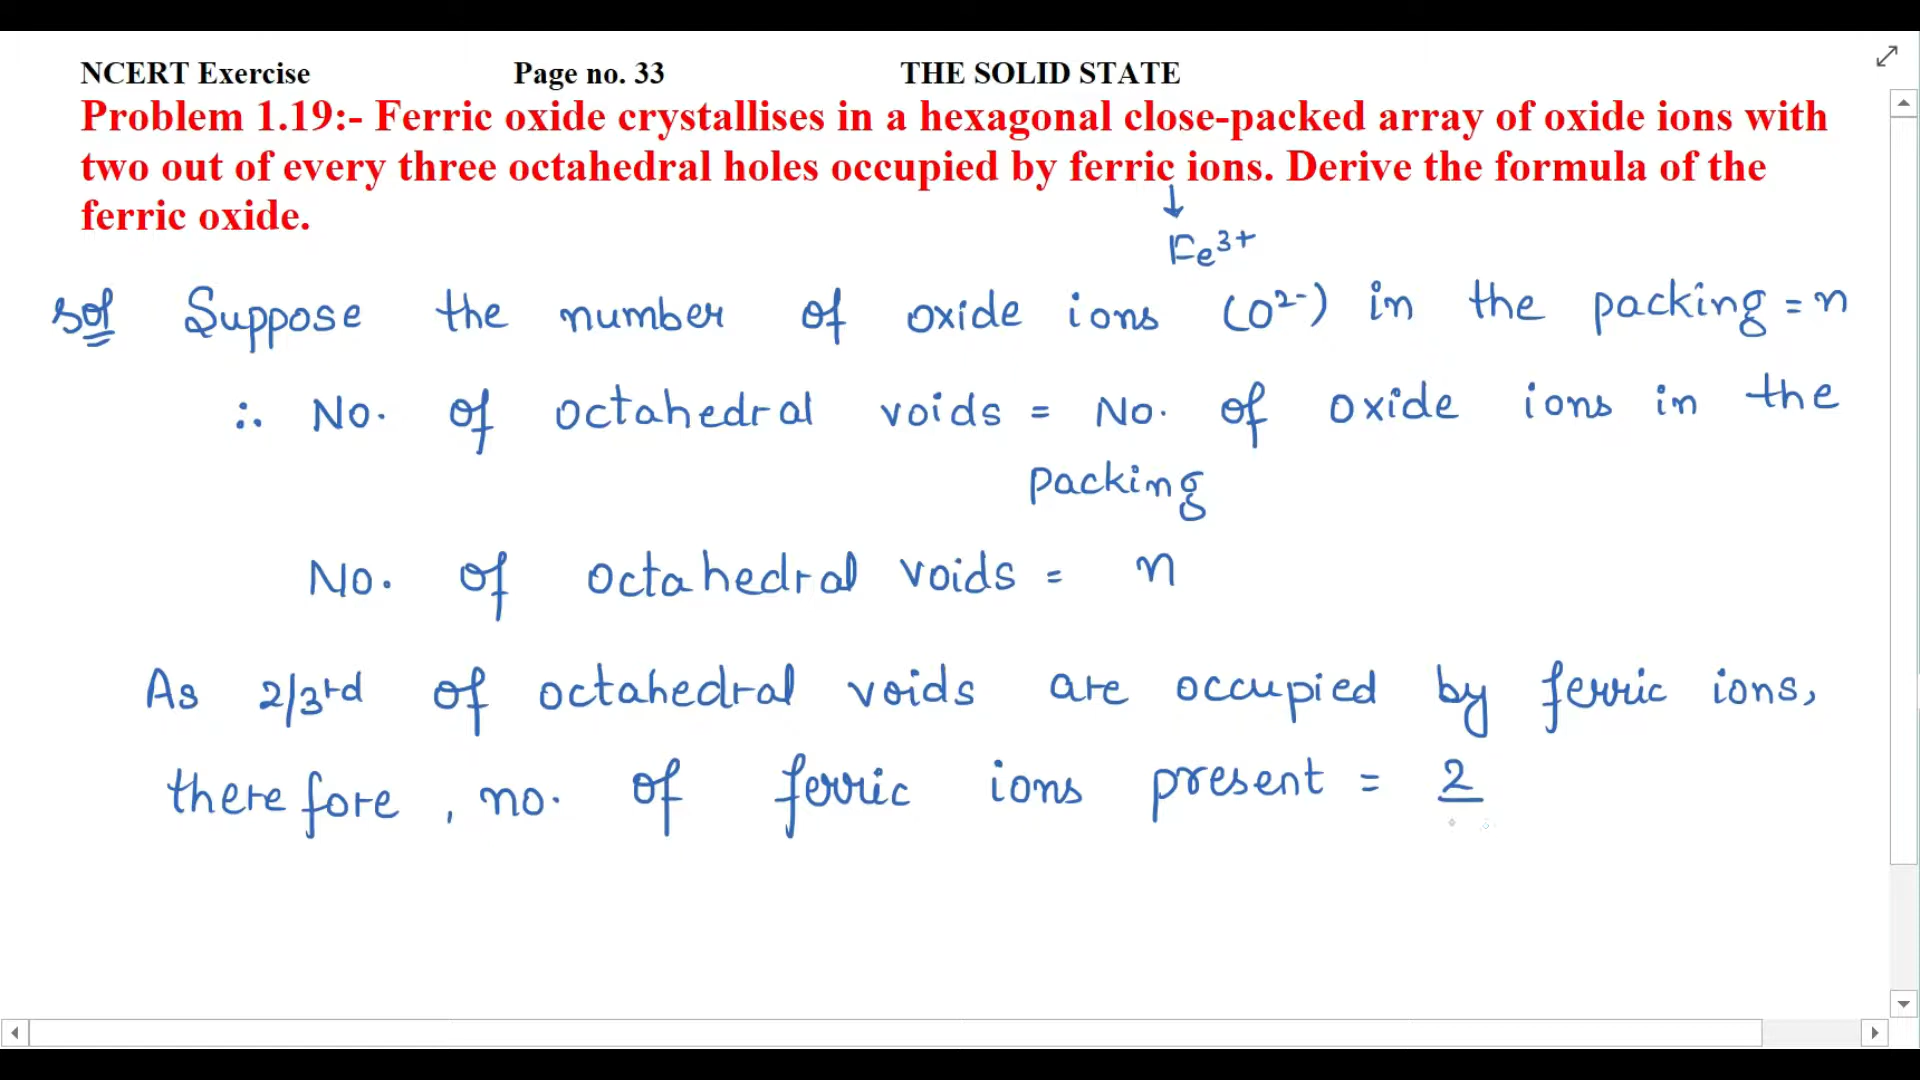 NCERT Exercise Page no. 33 THE SOLID STATE
Problem 1.19:- Ferric oxide crystallises in a hexagonal close-packed array of oxide ions with
two out of every three octahedral holes occupied by ferric ions. Derive the formula of the
ferric oxide.
↓
Fe³⁺
Sol Suppose the number of oxide ions (O²⁻) in the packing = n
∴ No. of octahedral voids = No. of oxide ions in the
packing
No. of octahedral voids = n
As 2/3rd of octahedral voids are occupied by ferric ions,
therefore, no. of ferric ions present = 2